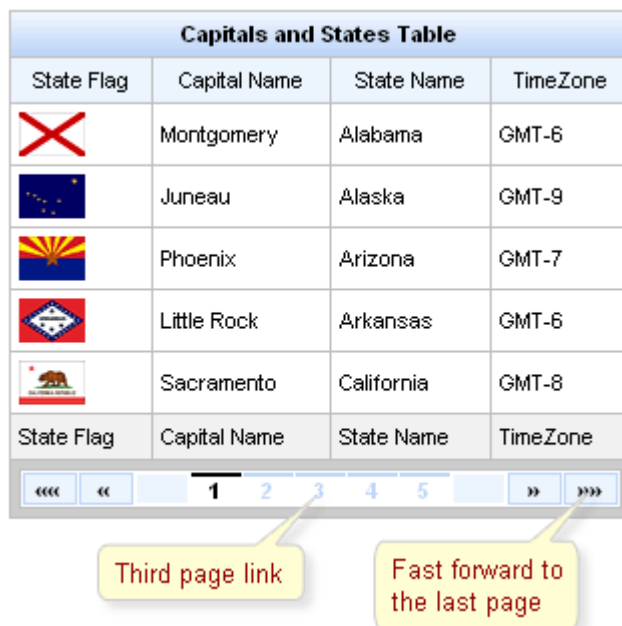 Capitals and States Table
State Flag Capital Name State Name TimeZone
Montgomery Alabama GMT-6
Juneau Alaska GMT-9
Phoenix Arizona GMT-7
Little Rock Arkansas GMT-6
Sacramento California GMT-8
State Flag Capital Name State Name TimeZone
«« « 1 2 3 4 5 » »»
Third page link
Fast forward to
the last page